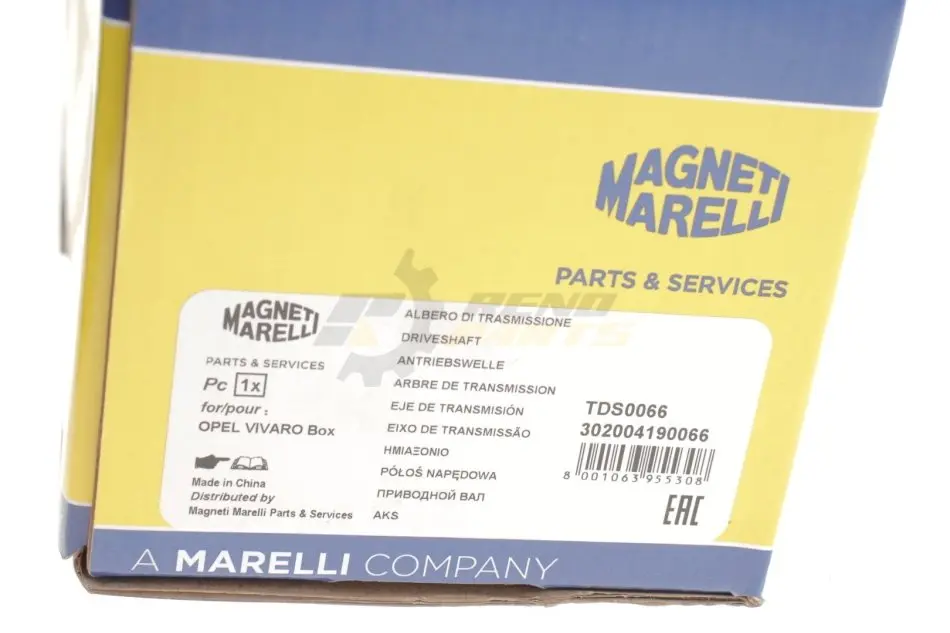 MAGNETI
MARELLI
PARTS & SERVICES
MAGNETI
MARELLI
PARTS & SERVICES
Pc 1x
for/pour :
OPEL VIVARO Box
Made in China
Distributed by
Magneti Marelli Parts & Services
ALBERO DI TRASMISSIONE
DRIVESHAFT
ANTRIEBSWELLE
ARBRE DE TRANSMISSION
EJE DE TRANSMISIÓN
EIXO DE TRANSMISSÃO
ΗΜΙΑΞΟΝΙΟ
PÓŁOŚ NAPĘDOWA
ПРИВОДНОЙ ВАЛ
AKS
TDS0066
302004190066
8 001063 955308
EAC
RENO
PARTS
A MARELLI COMPANY